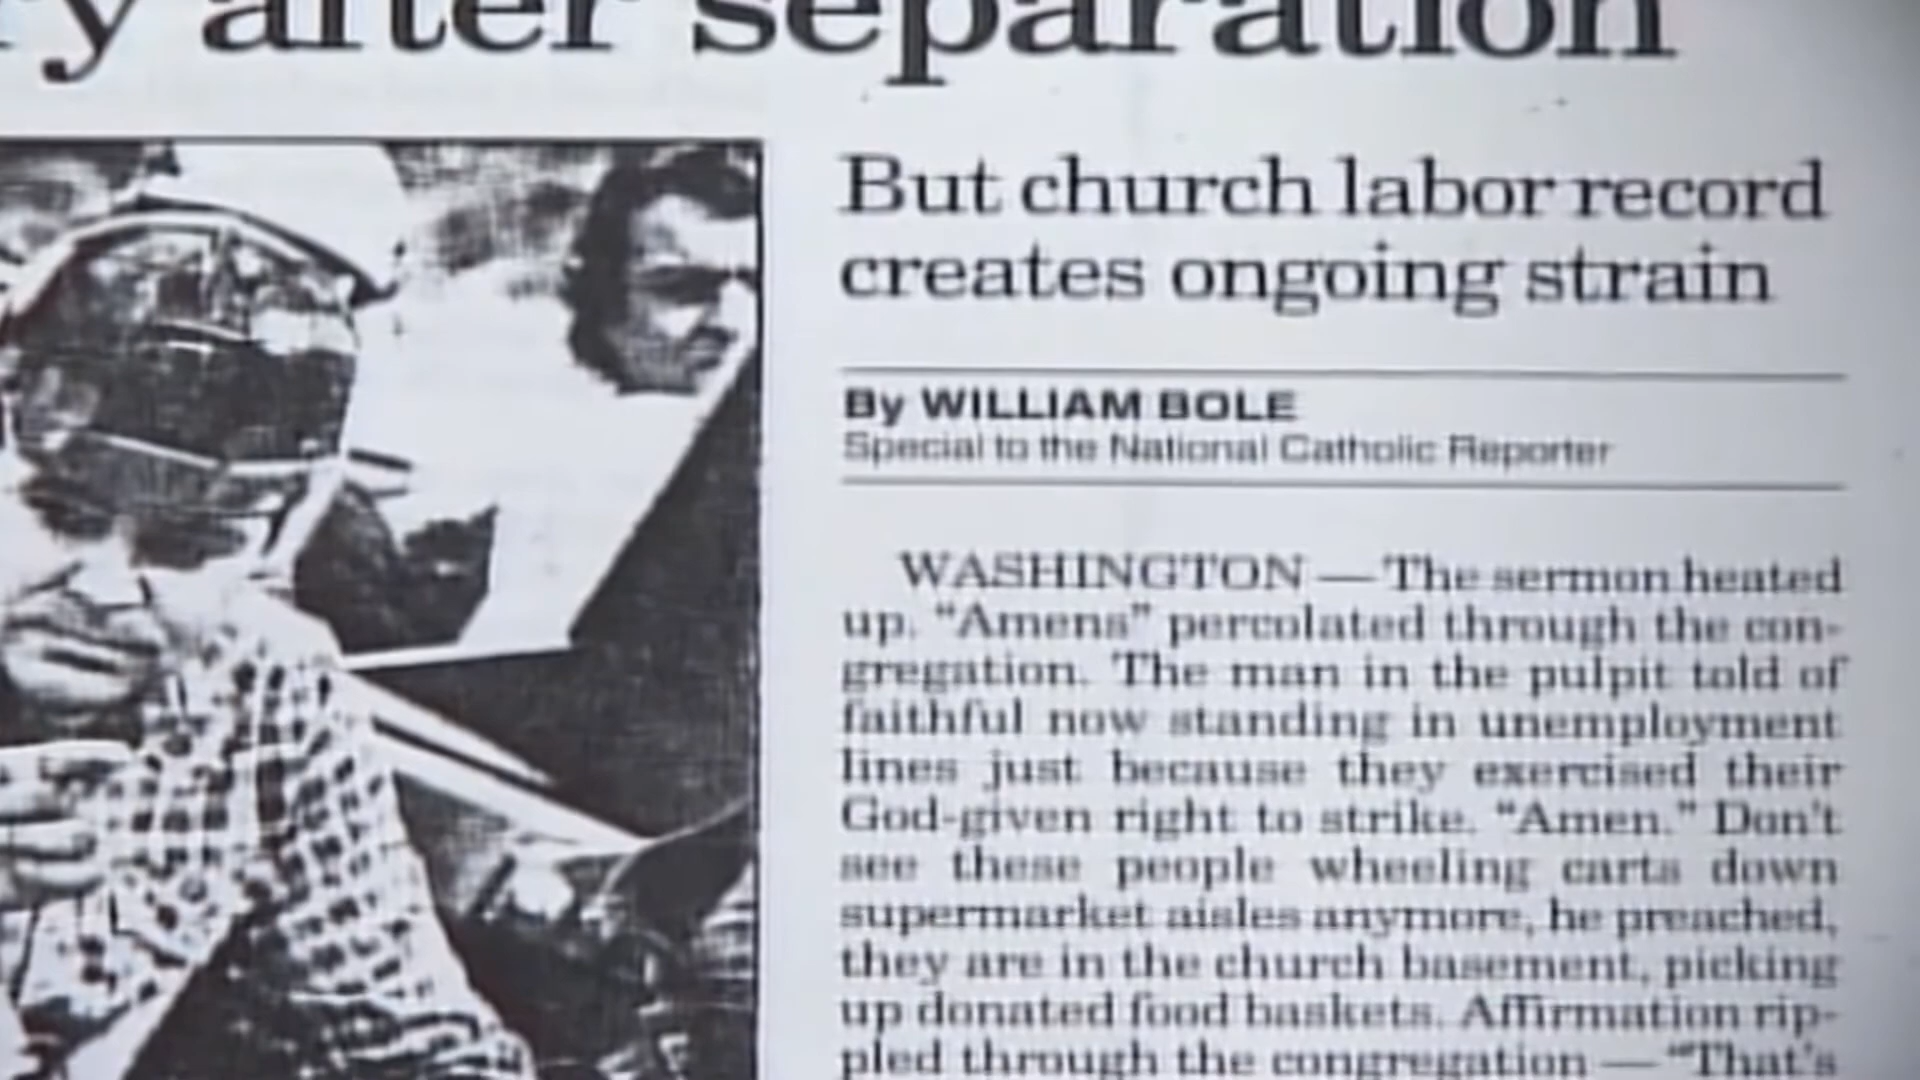 after separation
But church labor record
creates ongoing strain
By WILLIAM BOLE
Special to the National Catholic Reporter
WASHINGTON — The sermon heated
up. “Amens” percolated through the con-
gregation. The man in the pulpit told of
faithful now standing in unemployment
lines just because they exercised their
God-given right to strike. “Amen.” Don't
see these people wheeling carts down
supermarket aisles anymore, he preached,
they are in the church basement, picking
up donated food baskets. Affirmation rip-
pled through the congregation — “That's